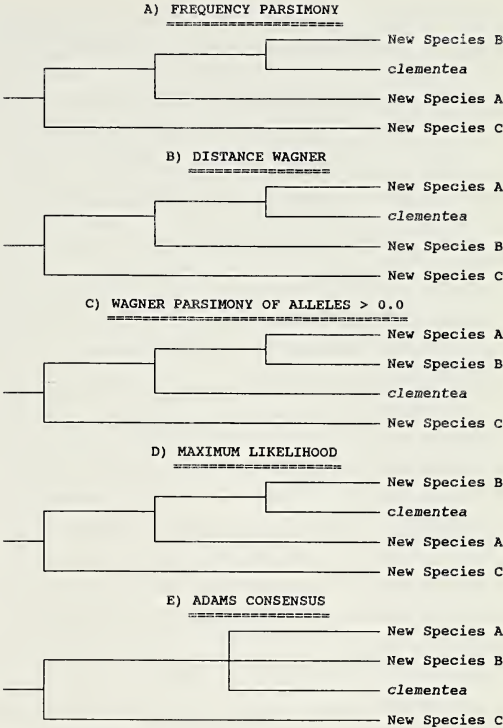 A) FREQUENCY PARSIMONY
New Species B
clementea
New Species A
New Species C
B) DISTANCE WAGNER
New Species A
clementea
New Species B
New Species C
C) WAGNER PARSIMONY OF ALLELES > 0.0
New Species A
New Species B
clementea
New Species C
D) MAXIMUM LIKELIHOOD
New Species B
clementea
New Species A
New Species C
E) ADAMS CONSENSUS
New Species A
New Species B
clementea
New Species C